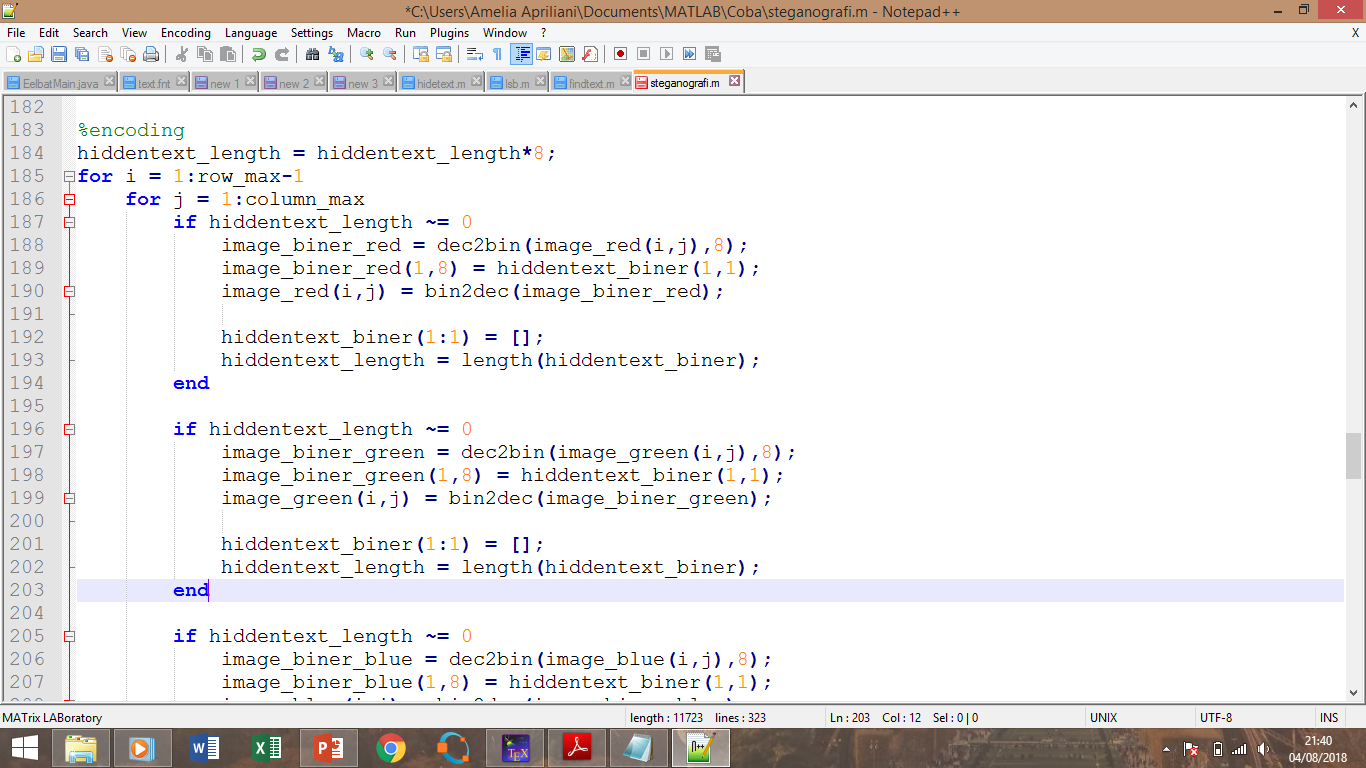 *C:\Users\Amelia Apriliani\Documents\MATLAB\Coba\steganografi.m - Notepad++
File Edit Search View Encoding Language Settings Macro Run Plugins Window ? X
EelbatMain.java text.fnt new 1 new 2 new 3 hidetext.m lsb.m findtext.m steganografi.m
182
183 %encoding
184 hiddentext_length = hiddentext_length*8;
185 for i = 1:row_max-1
186     for j = 1:column_max
187         if hiddentext_length ~= 0
188             image_biner_red = dec2bin(image_red(i,j),8);
189             image_biner_red(1,8) = hiddentext_biner(1,1);
190             image_red(i,j) = bin2dec(image_biner_red);
191
192             hiddentext_biner(1:1) = [];
193             hiddentext_length = length(hiddentext_biner);
194         end
195
196         if hiddentext_length ~= 0
197             image_biner_green = dec2bin(image_green(i,j),8);
198             image_biner_green(1,8) = hiddentext_biner(1,1);
199             image_green(i,j) = bin2dec(image_biner_green);
200
201             hiddentext_biner(1:1) = [];
202             hiddentext_length = length(hiddentext_biner);
203         end
204
205         if hiddentext_length ~= 0
206             image_biner_blue = dec2bin(image_blue(i,j),8);
207             image_biner_blue(1,8) = hiddentext_biner(1,1);
MATrix LABoratory length : 11723 lines : 323 Ln : 203 Col : 12 Sel : 0 | 0 UNIX UTF-8 INS
21:40
04/08/2018